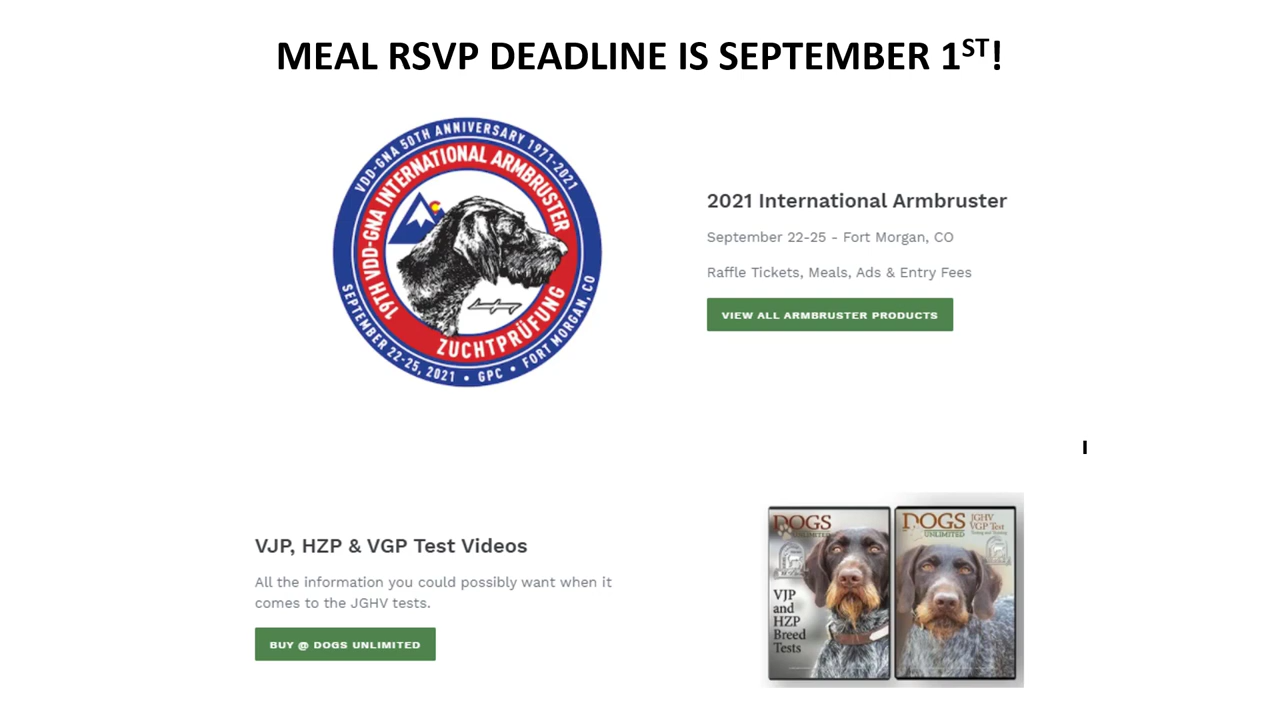 MEAL RSVP DEADLINE IS SEPTEMBER 1ST!
VDD-GNA 50TH ANNIVERSARY 1971-2021
19TH VDD-GNA INTERNATIONAL ARMBRUSTER
ZUCHTPRÜFUNG
SEPTEMBER 22-25, 2021 • GPC • FORT MORGAN, CO
2021 International Armbruster
September 22-25 - Fort Morgan, CO
Raffle Tickets, Meals, Ads & Entry Fees
VIEW ALL ARMBRUSTER PRODUCTS
I
VJP, HZP & VGP Test Videos
All the information you could possibly want when it
comes to the JGHV tests.
BUY @ DOGS UNLIMITED
DOGS
UNLIMITED
VJP
and
HZP
Breed
Tests
DOGS
UNLIMITED
JGHV
VGP Test